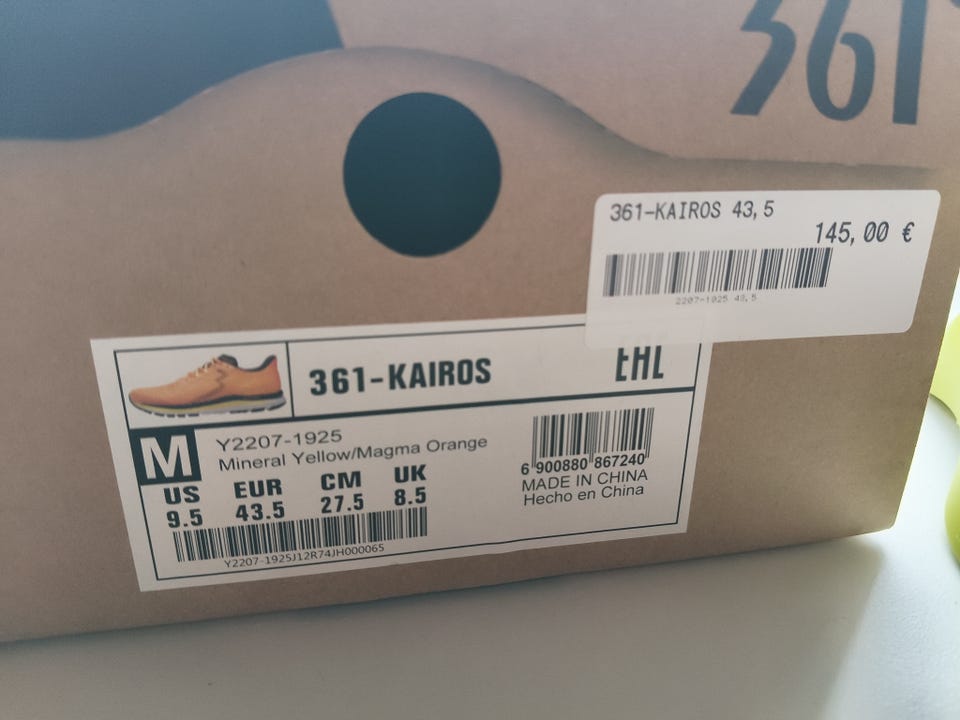 361
361-KAIROS 43,5
145,00 €
2207-1925 43,5
361-KAIROS
M
Y2207-1925
Mineral Yellow/Magma Orange
US EUR CM UK
9.5 43.5 27.5 8.5
Y2207-1925J12R74JH000065
6 900880 867240
MADE IN CHINA
Hecho en China